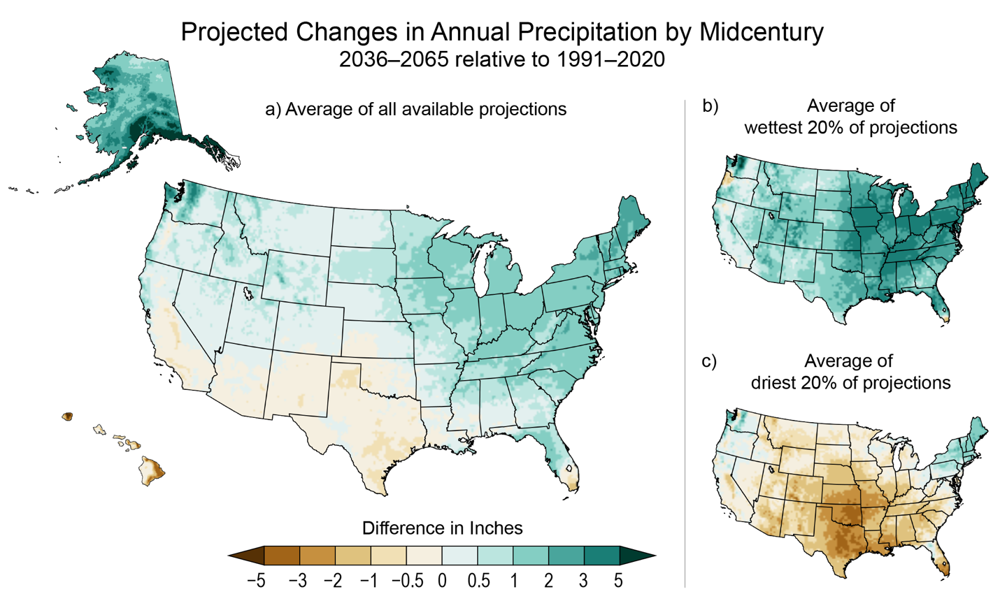 Projected Changes in Annual Precipitation by Midcentury
2036–2065 relative to 1991–2020
a) Average of all available projections
b)
Average of
wettest 20% of projections
c)
Average of
driest 20% of projections
Difference in Inches
−5 −3 −2 −1 −0.5 0 0.5 1 2 3 5